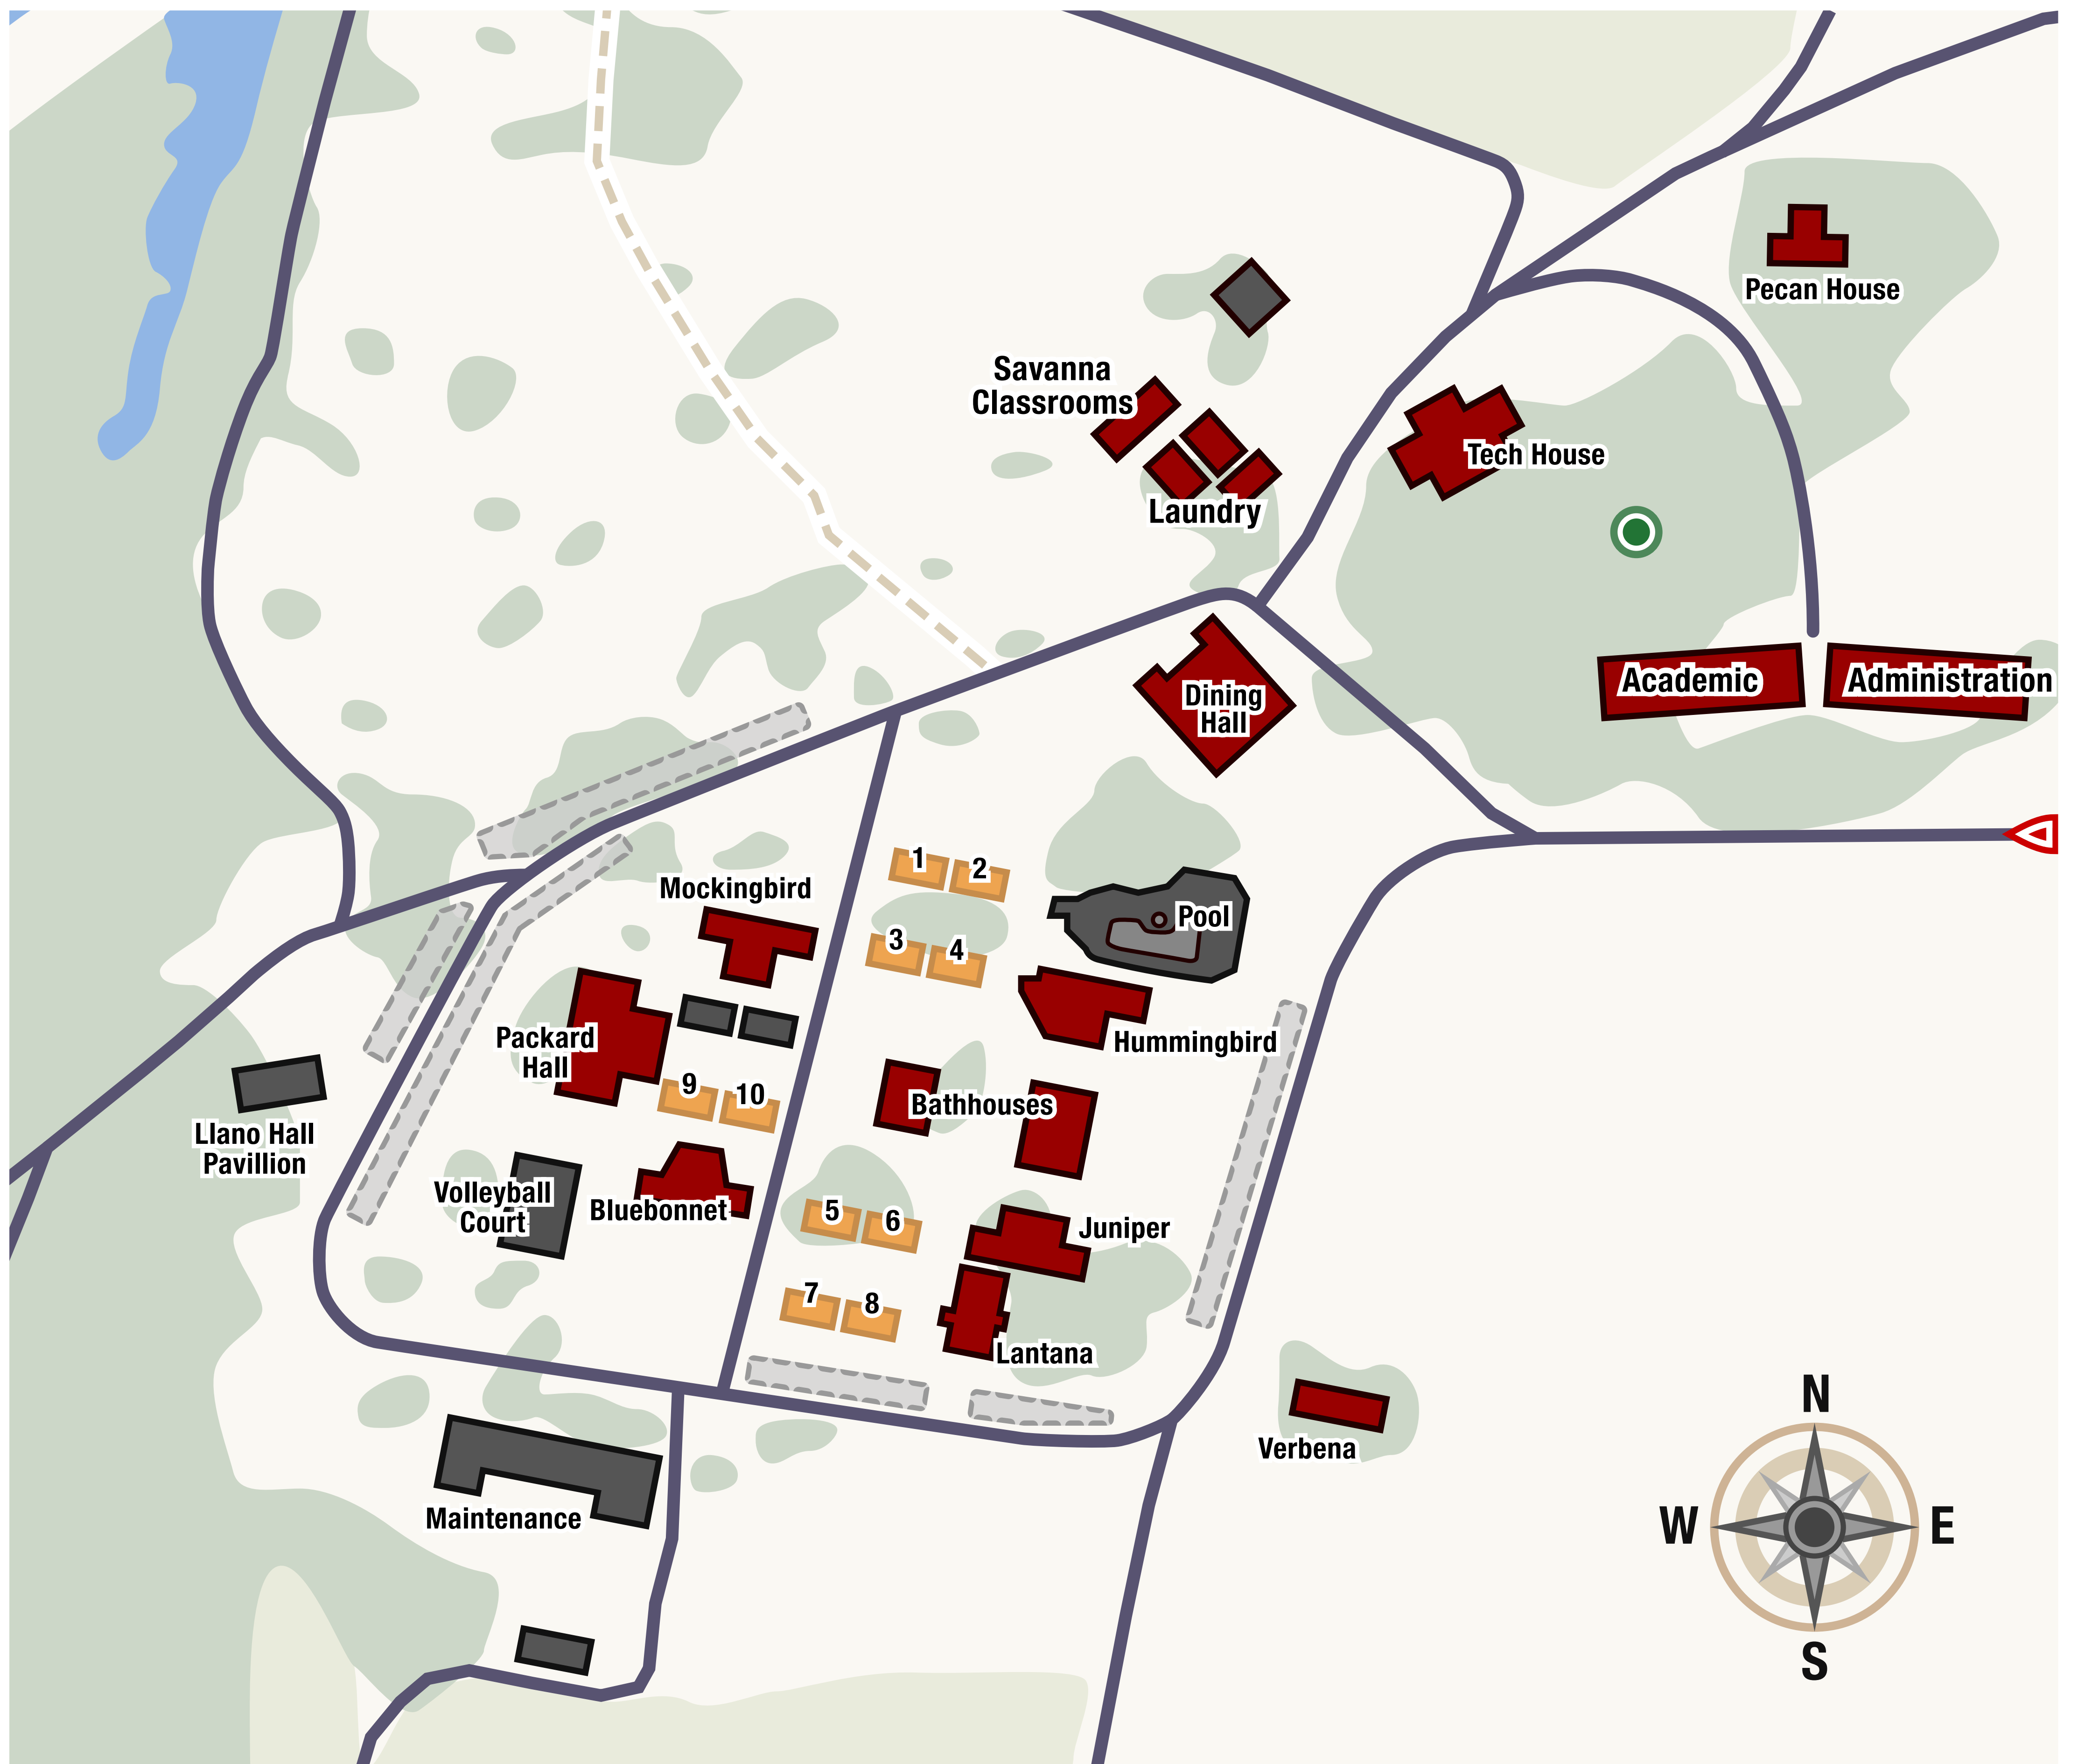 Pecan House
Savanna
Classrooms
Tech House
Laundry
Academic
Administration
Dining
Hall
1
2
Mockingbird
Pool
3
4
Packard
Hall
Hummingbird
9
10
Bathhouses
Llano Hall
Pavillion
Volleyball
Court
Bluebonnet
5
6
Juniper
7
8
Lantana
Verbena
Maintenance
N
W
E
S